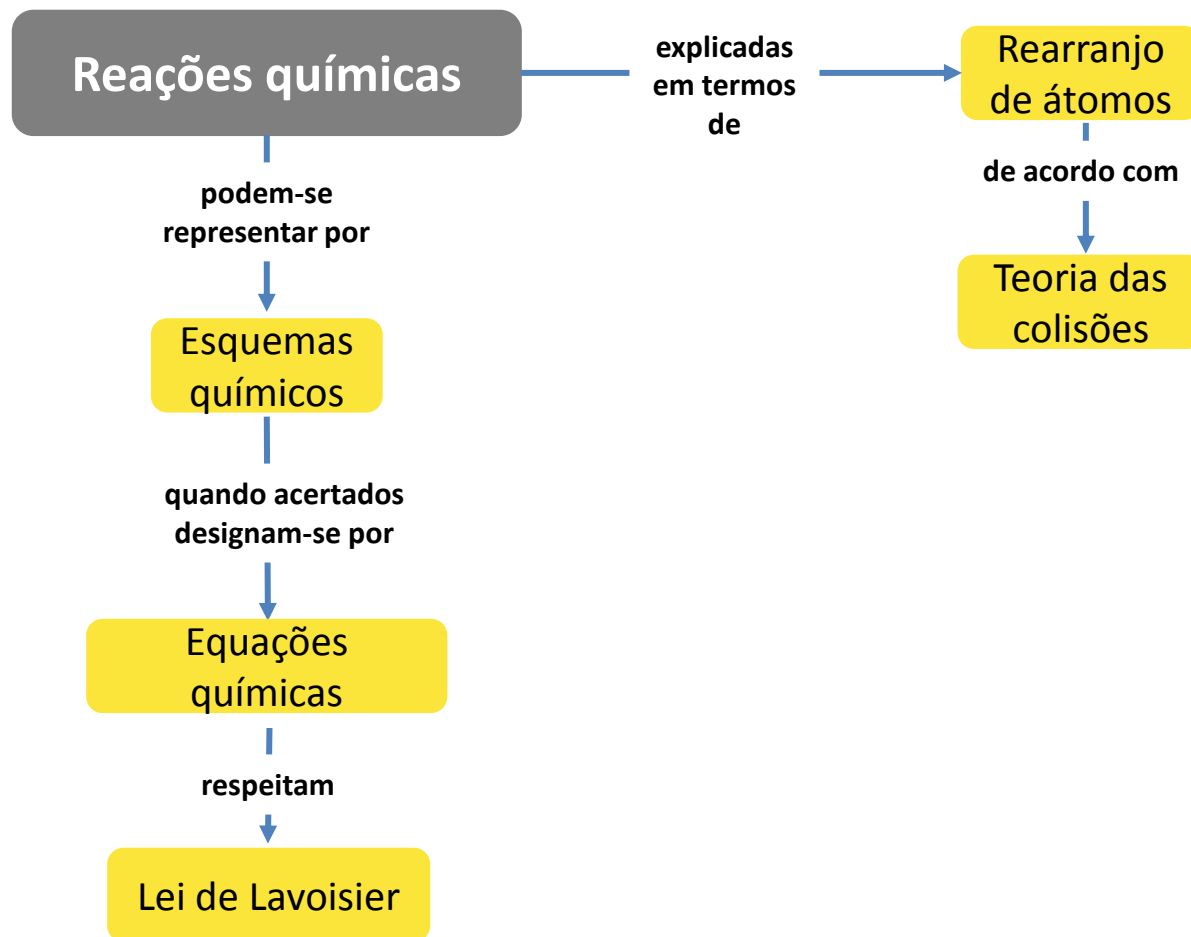 Reações químicas
explicadas
em termos
de
Rearranjo
de átomos
de acordo com
Teoria das
colisões
podem-se
representar por
Esquemas
químicos
quando acertados
designam-se por
Equações
químicas
respeitam
Lei de Lavoisier